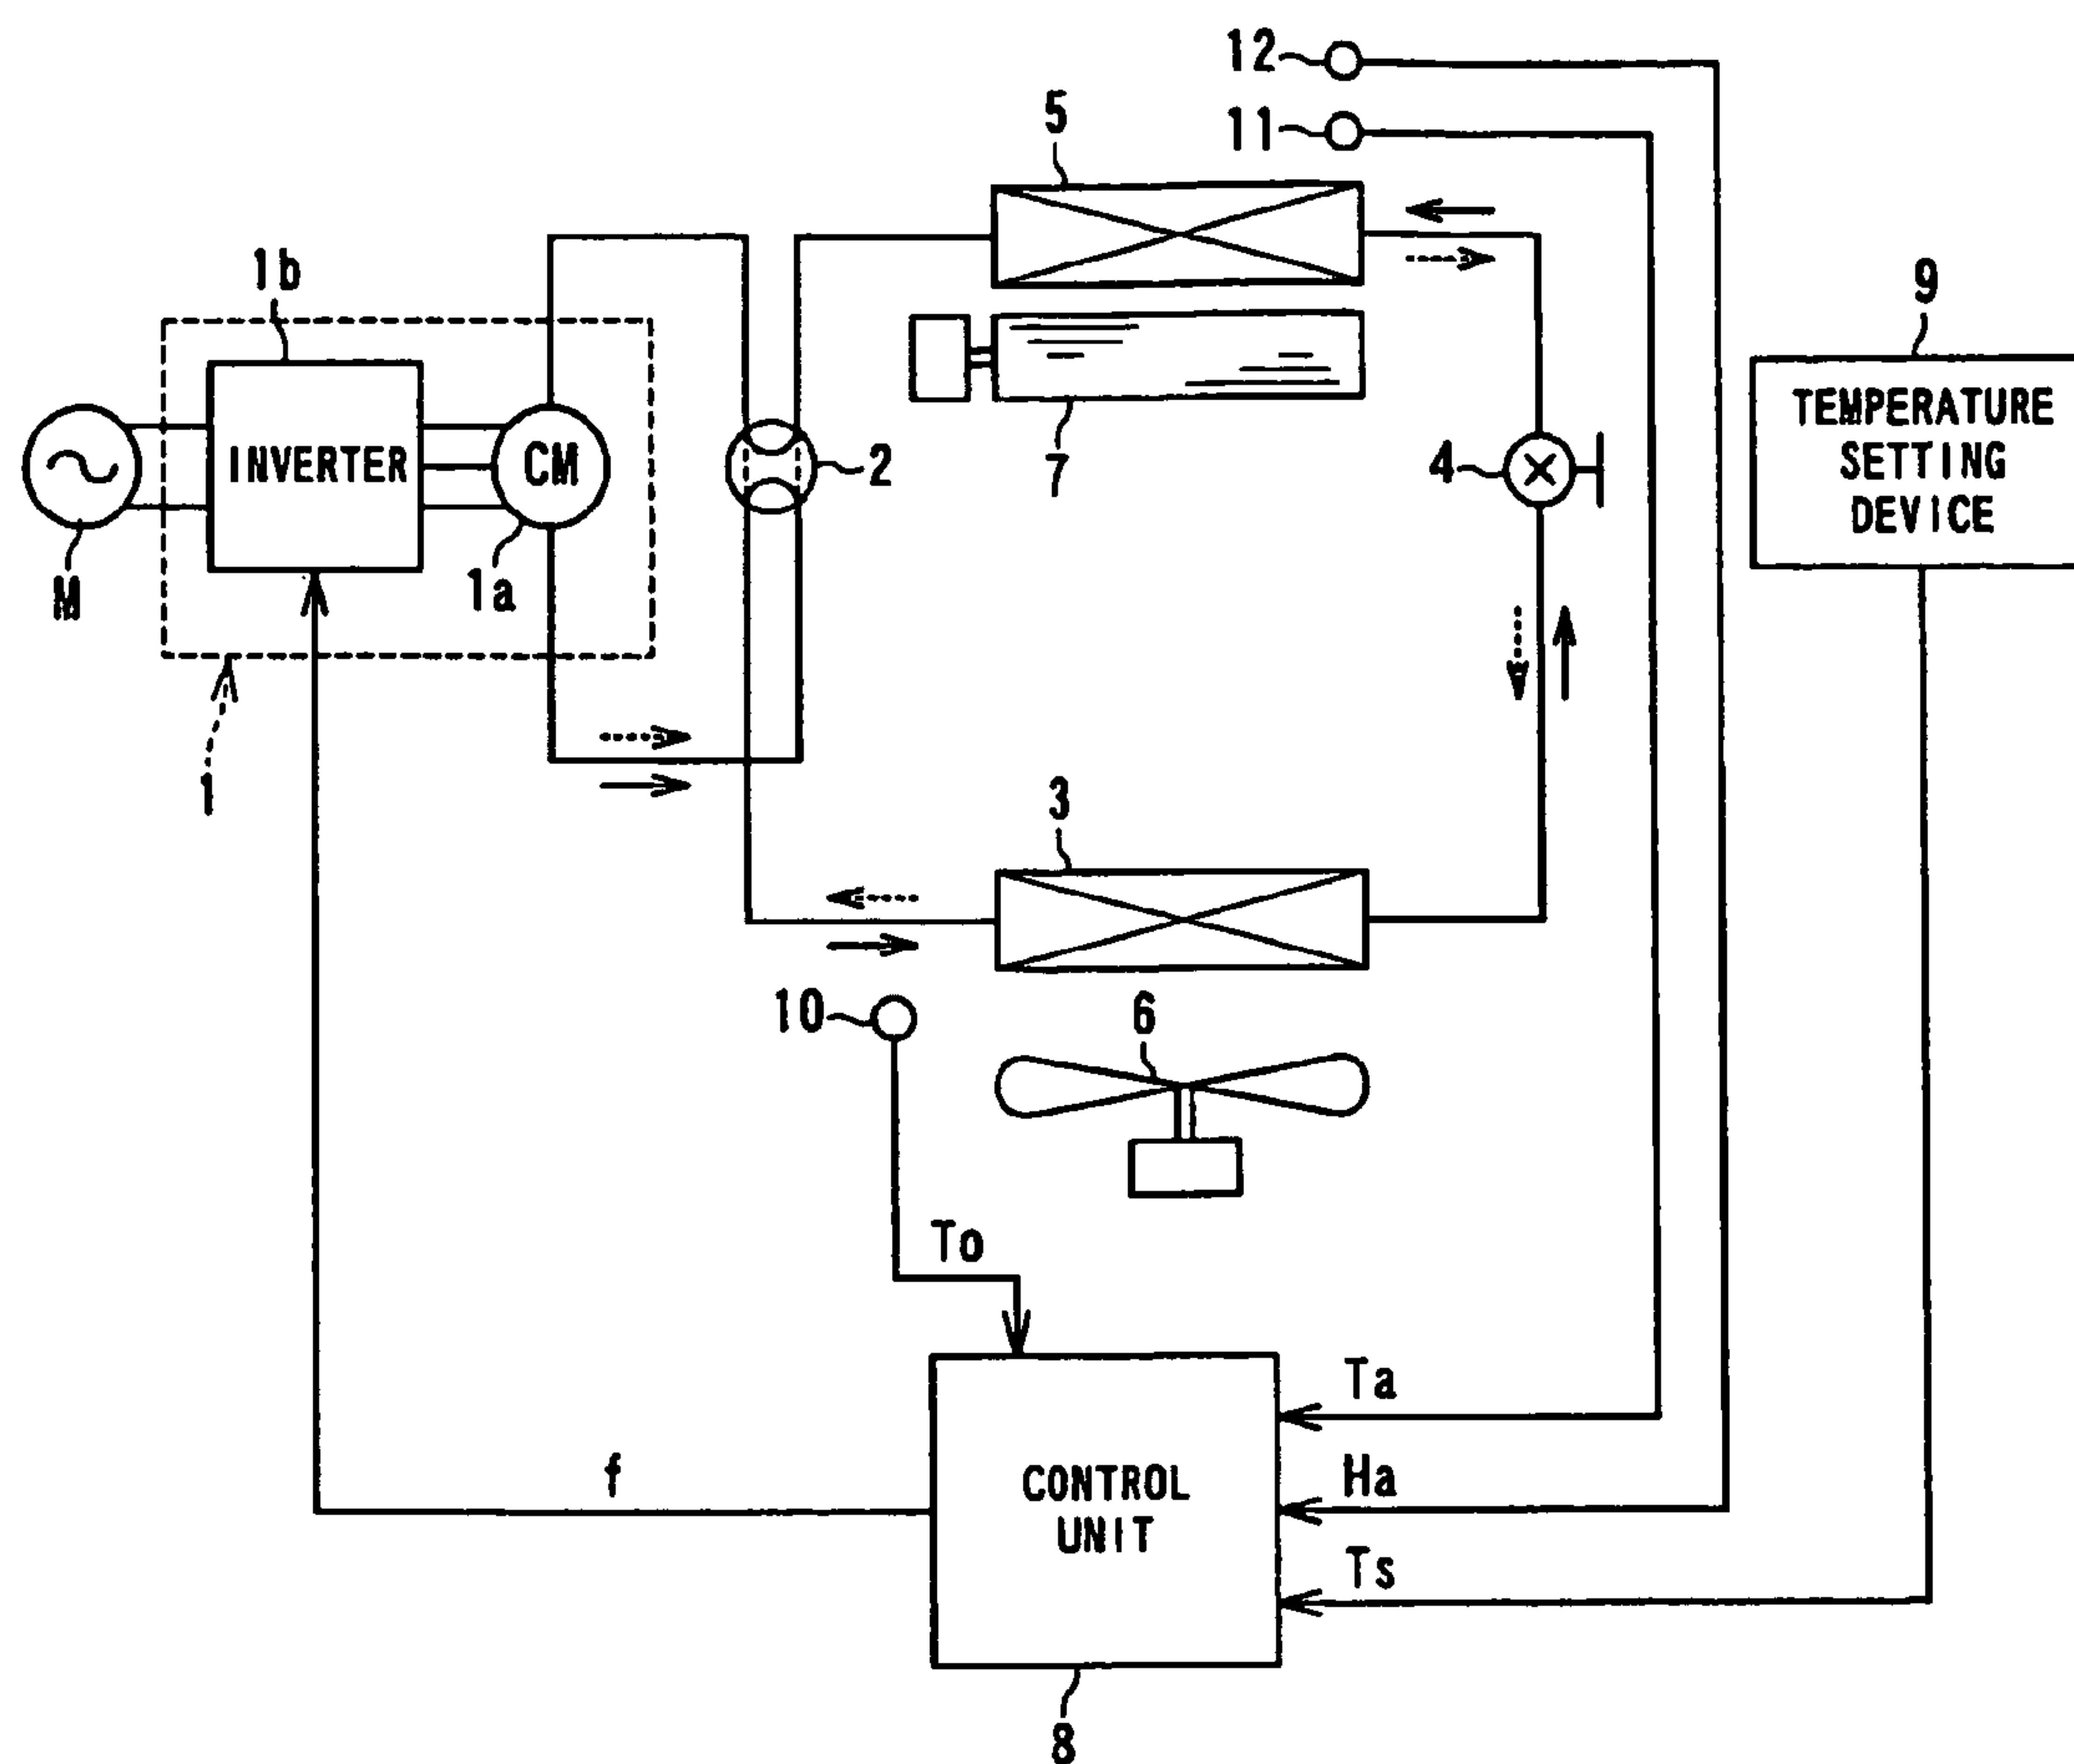 12
11
5
1b
9
TEMPERATURE
SETTING
DEVICE
INVERTER
CM
2
4
7
M
1a
1
3
10
6
To
Ta
f
Ha
CONTROL
UNIT
Ts
8